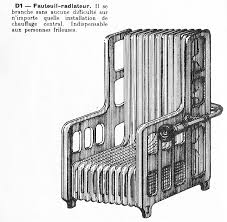 D1 — Fauteuil-radiateur. Il se
branche sans aucune difficulté sur
n'importe quelle installation de
chauffage central. Indispensable
aux personnes frileuses.